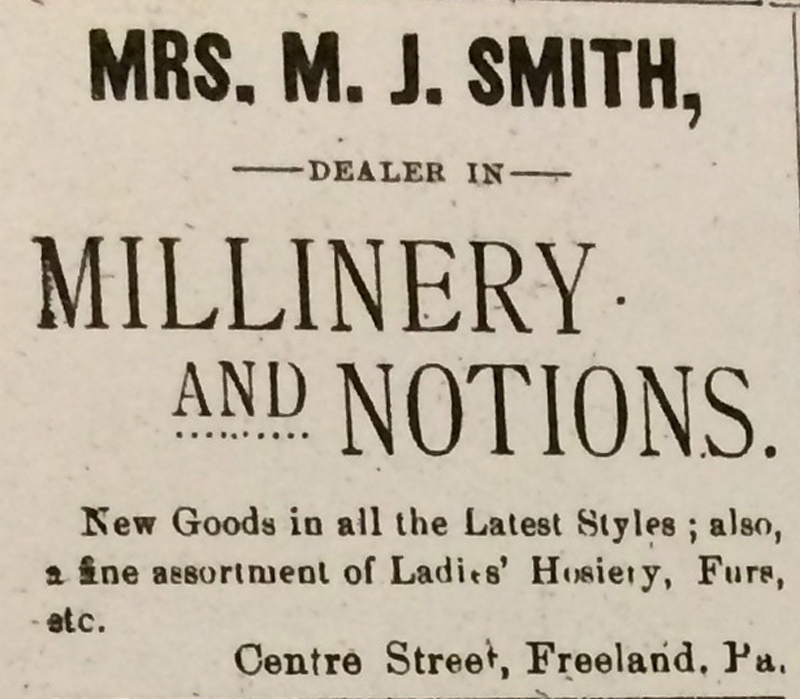 MRS. M. J. SMITH,
DEALER IN
MILLINERY
AND NOTIONS.
New Goods in all the Latest Styles ; also,
a fine assortment of Ladies' Hosiery, Furs,
etc.
Centre Street, Freeland, Pa.